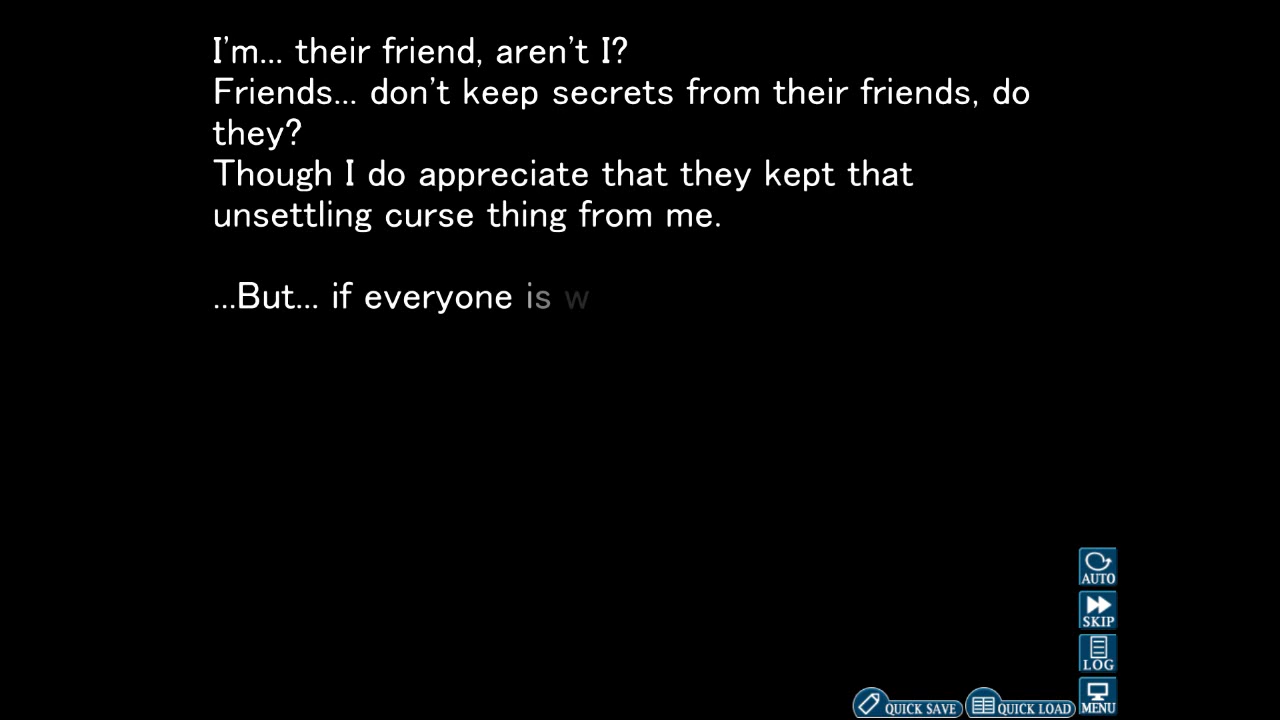 I'm... their friend, aren't I?
Friends... don't keep secrets from their friends, do
they?
Though I do appreciate that they kept that
unsettling curse thing from me.
...But... if everyone is w
AUTO
SKIP
LOG
MENU
QUICK SAVE
QUICK LOAD